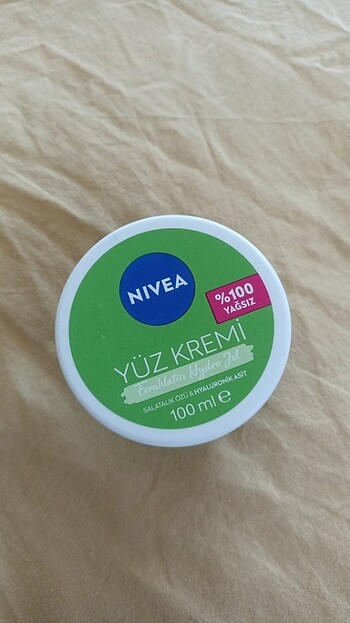 NIVEA
%100
YAĞSIZ
YÜZ KREMİ
Ferahlatıcı Hydro Jel
SALATALIK ÖZÜ & HYALURONİK ASİT
100 ml e